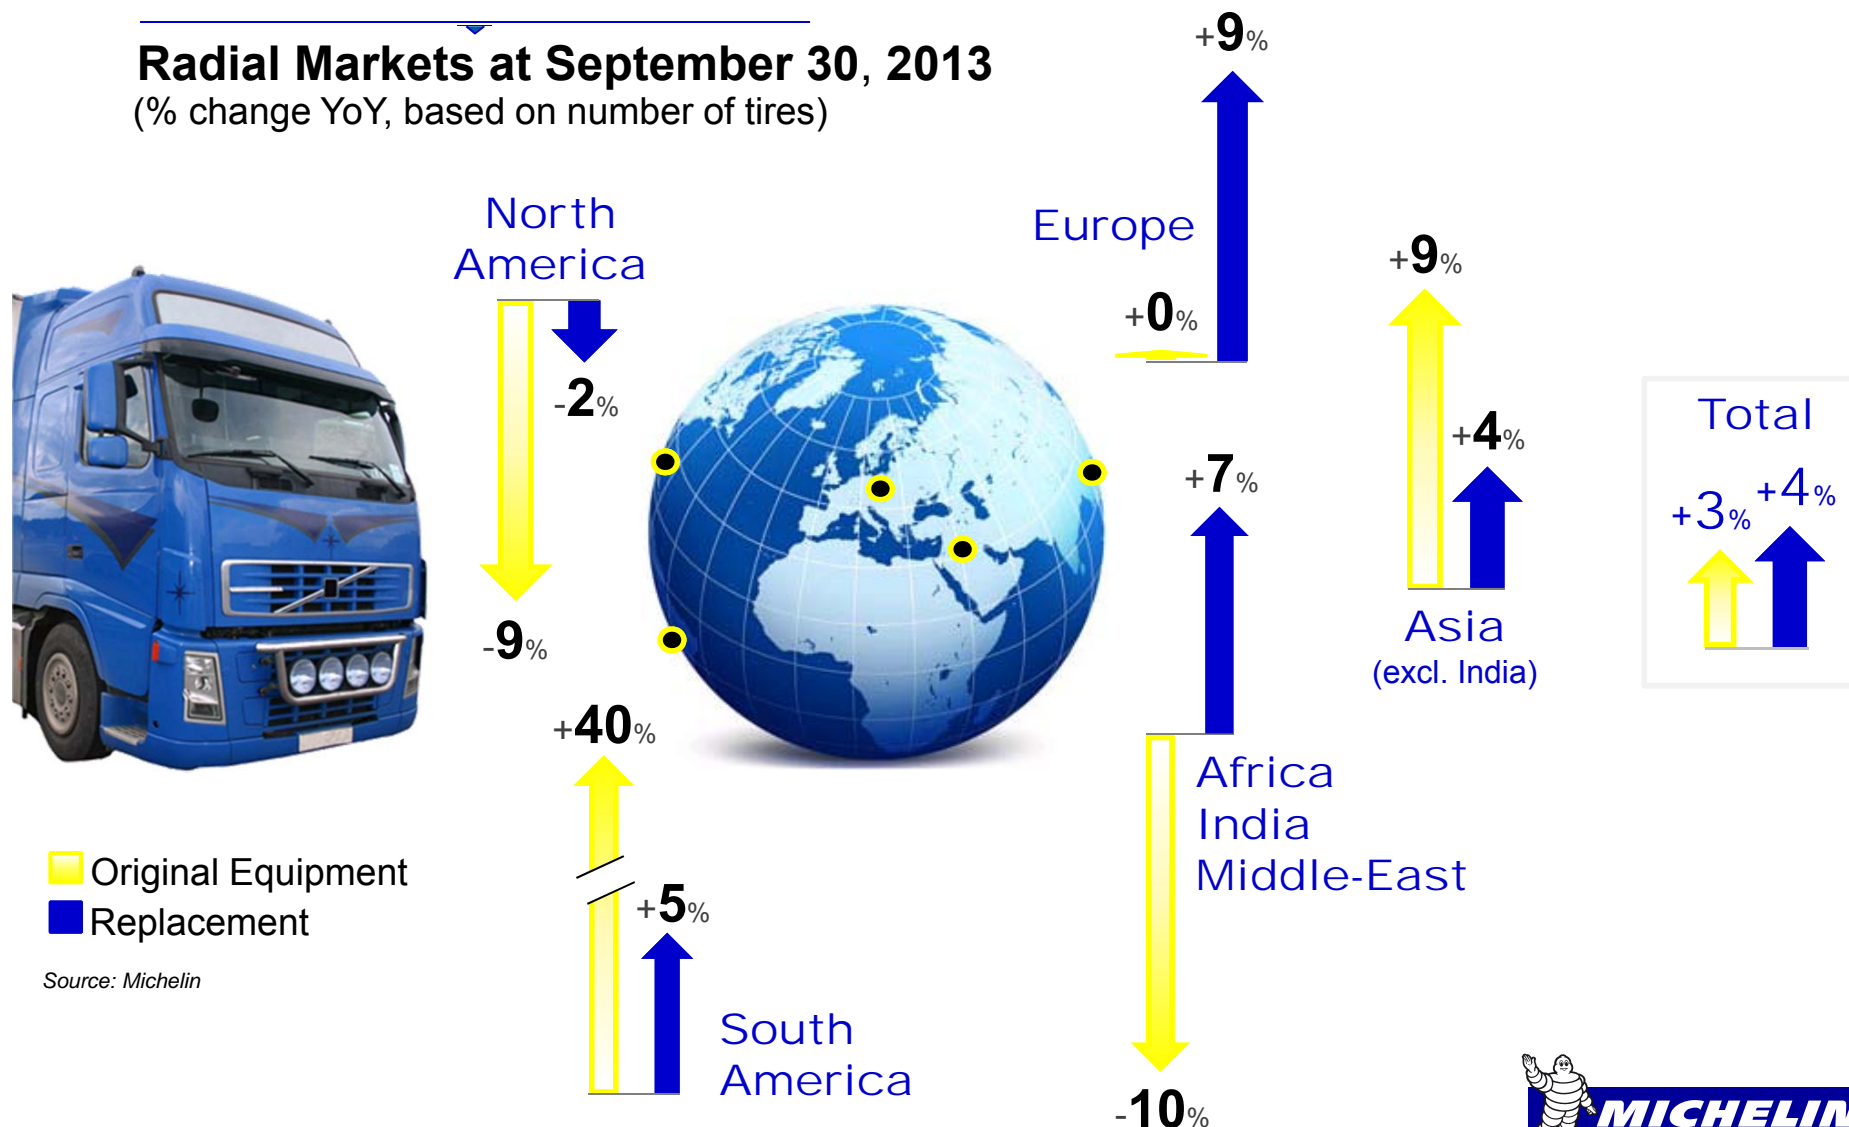 Radial Markets at September 30, 2013
(% change YoY, based on number of tires)
North
America
-9%
-2%
Europe
+0%
+9%
+9%
+4%
Asia
(excl. India)
Total
+3%
+4%
+7%
-10%
Africa
India
Middle-East
+40%
+5%
South
America
Original Equipment
Replacement
Source: Michelin
MICHELIN